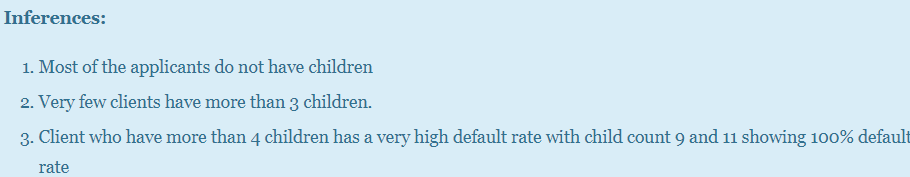 Inferences:
1. Most of the applicants do not have children
2. Very few clients have more than 3 children.
3. Client who have more than 4 children has a very high default rate with child count 9 and 11 showing 100% default
rate